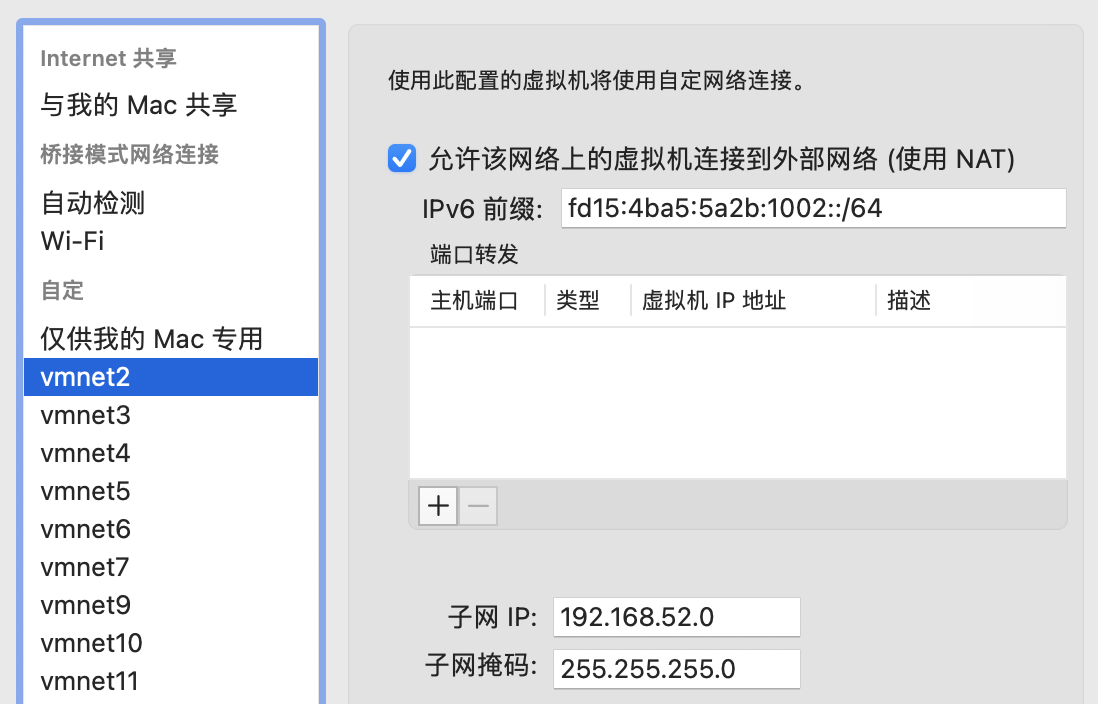 Internet 共享
与我的 Mac 共享
桥接模式网络连接
自动检测
Wi-Fi
自定
仅供我的 Mac 专用
vmnet2
vmnet3
vmnet4
vmnet5
vmnet6
vmnet7
vmnet9
vmnet10
vmnet11
使用此配置的虚拟机将使用自定网络连接。
允许该网络上的虚拟机连接到外部网络 (使用 NAT)
IPv6 前缀: fd15:4ba5:5a2b:1002::/64
端口转发
主机端口 类型 虚拟机 IP 地址 描述
子网 IP: 192.168.52.0
子网掩码: 255.255.255.0